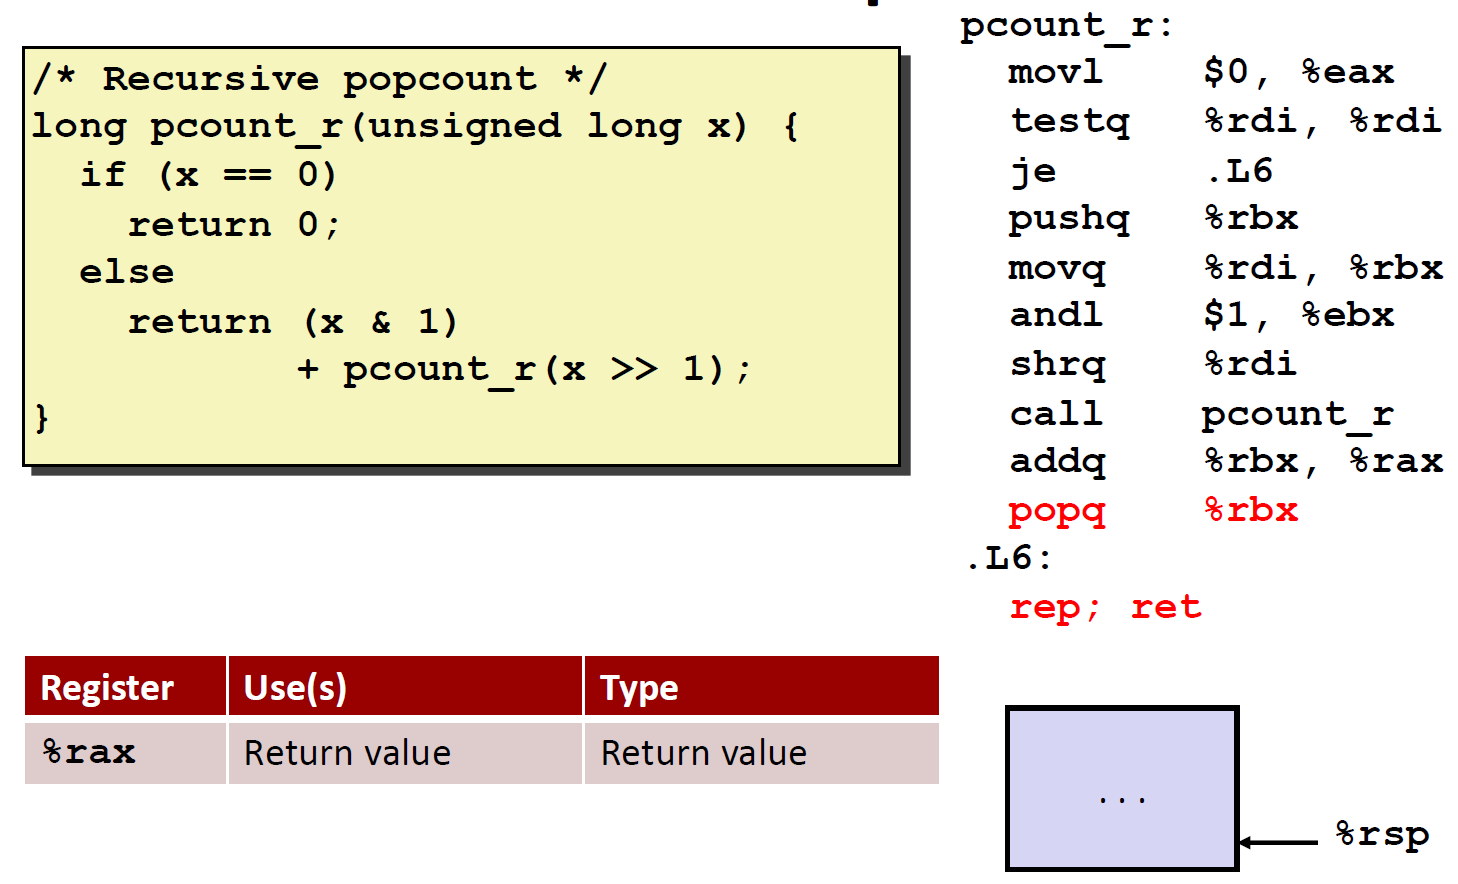 /* Recursive popcount */
long pcount_r(unsigned long x) {
  if (x == 0)
    return 0;
  else
    return (x & 1)
           + pcount_r(x >> 1);
}
pcount_r:
  movl    $0, %eax
  testq   %rdi, %rdi
  je      .L6
  pushq   %rbx
  movq    %rdi, %rbx
  andl    $1, %ebx
  shrq    %rdi
  call    pcount_r
  addq    %rbx, %rax
  popq    %rbx
.L6:
  rep; ret
Register Use(s) Type
%rax Return value Return value
...
%rsp